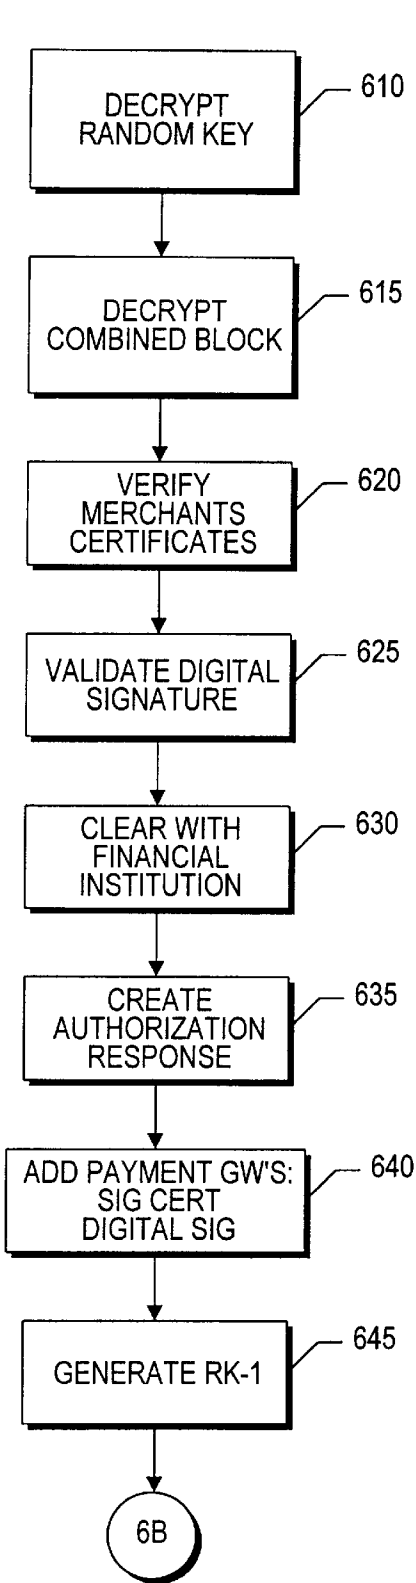 DECRYPT
RANDOM KEY
610
DECRYPT
COMBINED BLOCK
615
VERIFY
MERCHANTS
CERTIFICATES
620
VALIDATE DIGITAL
SIGNATURE
625
CLEAR WITH
FINANCIAL
INSTITUTION
630
CREATE
AUTHORIZATION
RESPONSE
635
ADD PAYMENT GW'S:
SIG CERT
DIGITAL SIG
640
GENERATE RK-1
645
6B